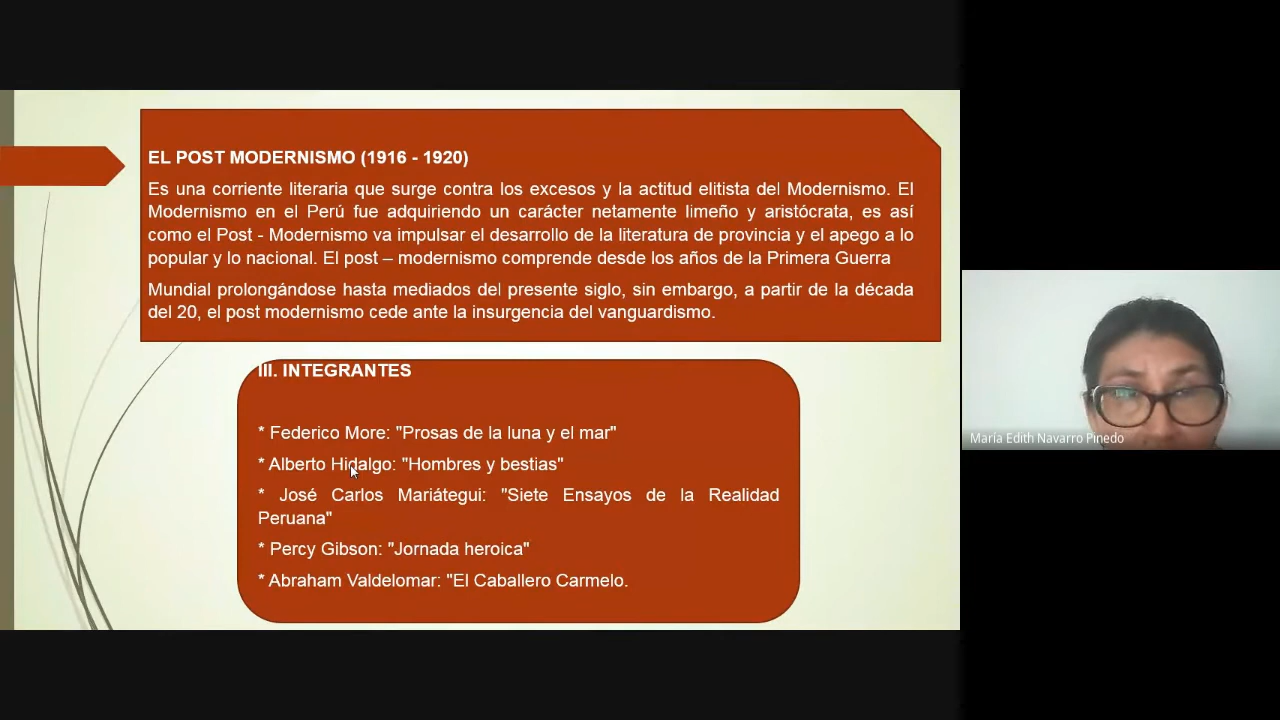 EL POST MODERNISMO (1916 - 1920)
Es una corriente literaria que surge contra los excesos y la actitud elitista del Modernismo. El
Modernismo en el Perú fue adquiriendo un carácter netamente limeño y aristócrata, es así
como el Post - Modernismo va impulsar el desarrollo de la literatura de provincia y el apego a lo
popular y lo nacional. El post – modernismo comprende desde los años de la Primera Guerra
Mundial prolongándose hasta mediados del presente siglo, sin embargo, a partir de la década
del 20, el post modernismo cede ante la insurgencia del vanguardismo.
III. INTEGRANTES
* Federico More: "Prosas de la luna y el mar"
* Alberto Hidalgo: "Hombres y bestias"
* José Carlos Mariátegui: "Siete Ensayos de la Realidad
Peruana"
* Percy Gibson: "Jornada heroica"
* Abraham Valdelomar: "El Caballero Carmelo.
María Edith Navarro Pinedo